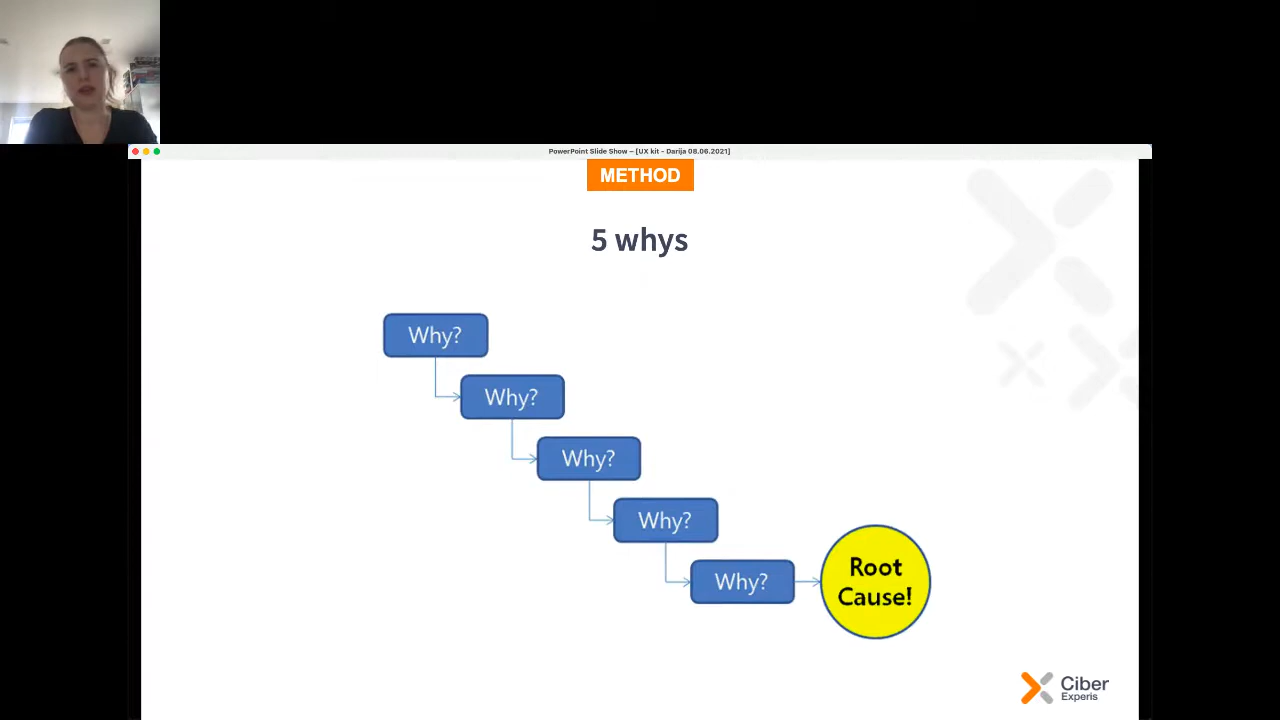 PowerPoint Slide Show – [UX kit - Darija 08.06.2021]
METHOD
5 whys
Why?
Why?
Why?
Why?
Why?
Root
Cause!
Ciber
Experis